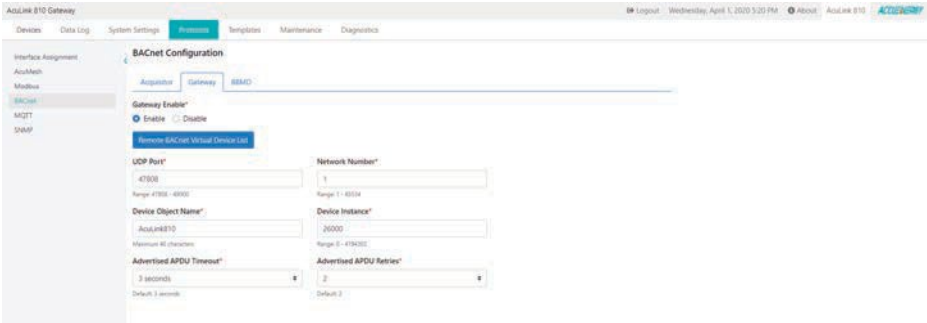 AcuLink 810 Gateway
Logout Wednesday, April 1, 2020 5:20 PM About AcuLink 810 ACCUENERGY
Devices Data Log System Settings Protocols Templates Maintenance Diagnostics
Interface Assignment
AcuMesh
Modbus
BACnet
MQTT
SNMP
BACnet Configuration
Acquisition Gateway BBMD
Gateway Enable*
Enable Disable
Remote BACnet Virtual Device List
UDP Port* Network Number*
47808 1
Range: 47808 - 49000 Range: 1 - 65534
Device Object Name* Device Instance*
AcuLink810 26000
Maximum 40 characters Range: 0 - 4194302
Advertised APDU Timeout* Advertised APDU Retries*
3 seconds 2
Default: 3 seconds Default: 2